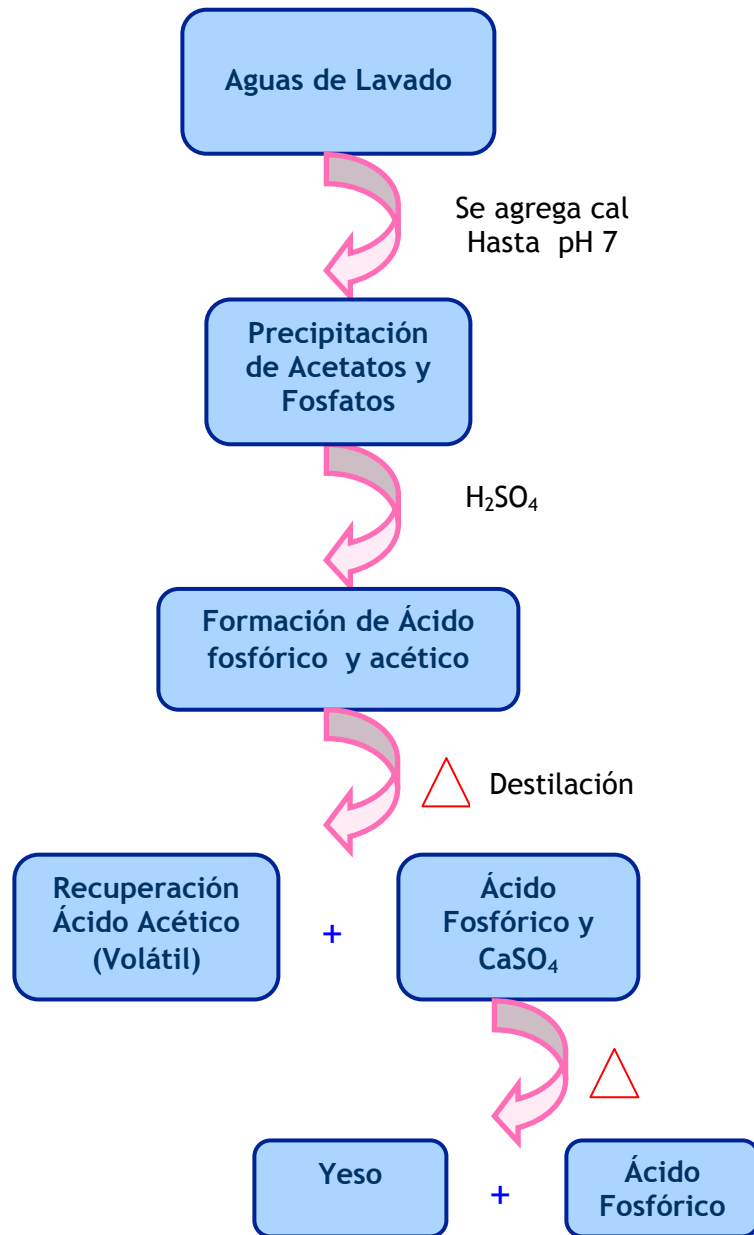 Aguas de Lavado
Se agrega cal
Hasta pH 7
Precipitación
de Acetatos y
Fosfatos
H₂SO₄
Formación de Ácido
fosfórico y acético
Destilación
Recuperación
Ácido Acético
(Volátil)
+
Ácido
Fosfórico y
CaSO₄
Yeso
+
Ácido
Fosfórico